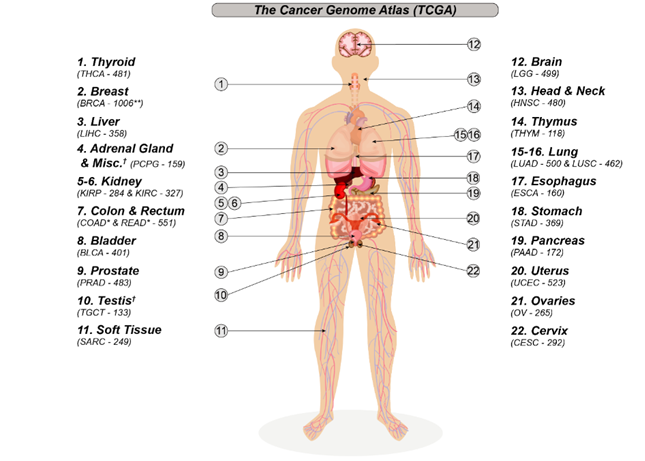 The Cancer Genome Atlas (TCGA)
1. Thyroid
(THCA - 481)
2. Breast
(BRCA - 1006**)
3. Liver
(LIHC - 358)
4. Adrenal Gland
& Misc.† (PCPG - 159)
5-6. Kidney
(KIRP - 284 & KIRC - 327)
7. Colon & Rectum
(COAD* & READ* - 551)
8. Bladder
(BLCA - 401)
9. Prostate
(PRAD - 483)
10. Testis†
(TGCT - 133)
11. Soft Tissue
(SARC - 249)
1
2
3
4
5 6
7
8
9
10
11
12
13
14
15 16
17
18
19
20
21
22
12. Brain
(LGG - 499)
13. Head & Neck
(HNSC - 480)
14. Thymus
(THYM - 118)
15-16. Lung
(LUAD - 500 & LUSC - 462)
17. Esophagus
(ESCA - 160)
18. Stomach
(STAD - 369)
19. Pancreas
(PAAD - 172)
20. Uterus
(UCEC - 523)
21. Ovaries
(OV - 265)
22. Cervix
(CESC - 292)